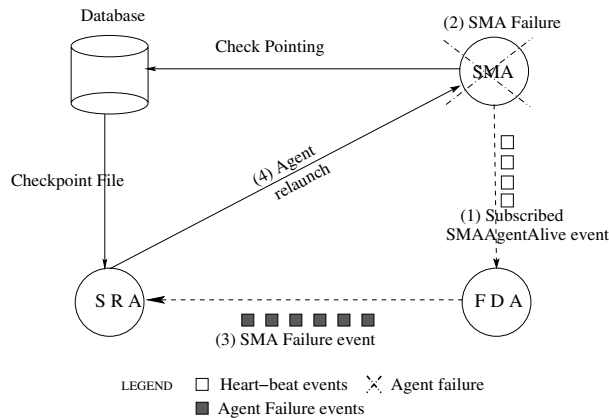 Database
(2) SMA Failure
Check Pointing
SMA
(4) Agent
relaunch
Checkpoint File
(1) Subscribed
SMAAgentAlive event
S R A
F D A
(3) SMA Failure event
LEGEND
Heart-beat events
Agent failure
Agent Failure events